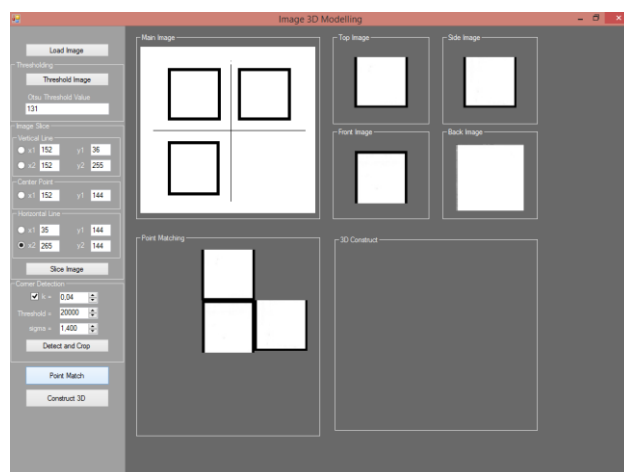 Image 3D Modelling
Load Image
Thresholding
Threshold Image
Otsu Threshold Value
131
Image Slice
Vertical Line
x1 152 y1 36
x2 152 y2 255
Center Point
x1 152 y1 144
Horizontal Line
x1 35 y1 144
x2 265 y2 144
Slice Image
Corner Detection
k = 0,04
Threshold = 20000
sigma = 1,400
Detect and Crop
Point Match
Construct 3D
Main Image
Top Image
Side Image
Front Image
Back Image
Point Matching
3D Construct